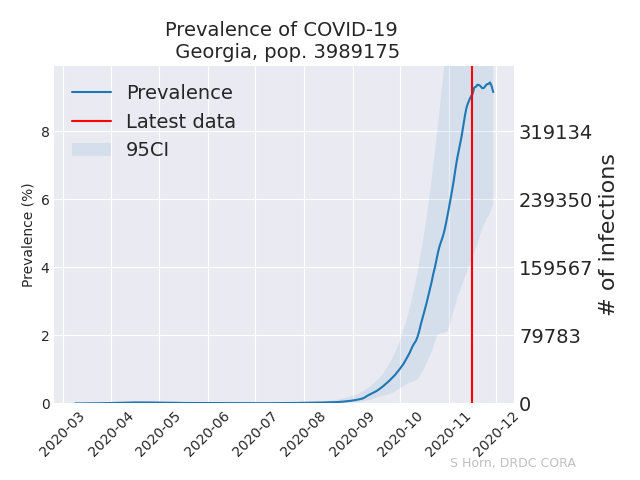 Prevalence of COVID-19
Georgia, pop. 3989175
Prevalence
Latest data
95CI
Prevalence (%)
8
6
4
2
0
319134
239350
159567
79783
0
# of infections
2020-03
2020-04
2020-05
2020-06
2020-07
2020-08
2020-09
2020-10
2020-11
2020-12
S Horn, DRDC CORA